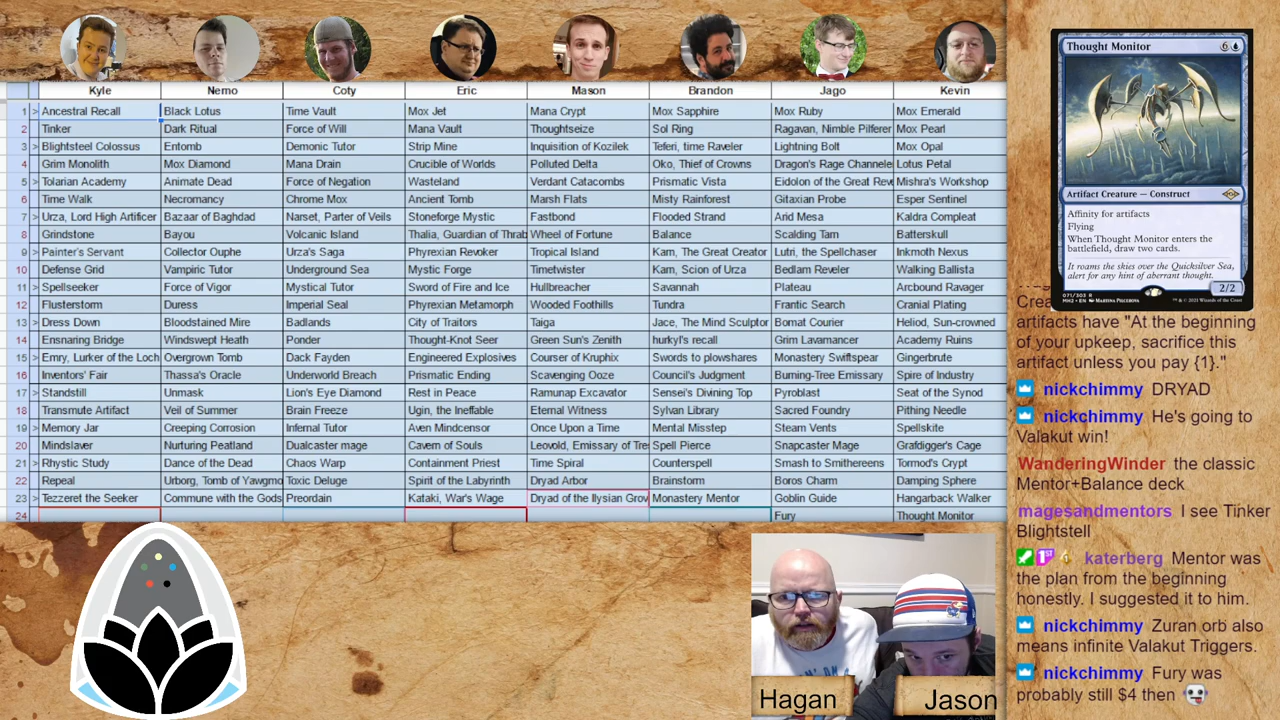 Kyle Nemo Coty Eric Mason Brandon Jago Kevin
1 > Ancestral Recall Black Lotus Time Vault Mox Jet Mana Crypt Mox Sapphire Mox Ruby Mox Emerald
2 Tinker Dark Ritual Force of Will Mana Vault Thoughtseize Sol Ring Ragavan, Nimble Pilferer Mox Pearl
3 > Blightsteel Colossus Entomb Demonic Tutor Strip Mine Inquisition of Kozilek Teferi, time Raveler Lightning Bolt Mox Opal
4 Grim Monolith Mox Diamond Mana Drain Crucible of Worlds Polluted Delta Oko, Thief of Crowns Dragon's Rage Channele Lotus Petal
5 > Tolarian Academy Animate Dead Force of Negation Wasteland Verdant Catacombs Prismatic Vista Eidolon of the Great Rev Mishra's Workshop
6 Time Walk Necromancy Chrome Mox Ancient Tomb Marsh Flats Misty Rainforest Gitaxian Probe Esper Sentinel
7 > Urza, Lord High Artificer Bazaar of Baghdad Narset, Parter of Veils Stoneforge Mystic Fastbond Flooded Strand Arid Mesa Kaldra Compleat
8 Grindstone Bayou Volcanic Island Thalia, Guardian of Thrab Wheel of Fortune Balance Scalding Tarn Batterskull
9 > Painter's Servant Collector Ouphe Urza's Saga Phyrexian Revoker Tropical Island Karn, The Great Creator Lutri, the Spellchaser Inkmoth Nexus
10 Defense Grid Vampiric Tutor Underground Sea Mystic Forge Timetwister Karn, Scion of Urza Bedlam Reveler Walking Ballista
11 > Spellseeker Force of Vigor Mystical Tutor Sword of Fire and Ice Hullbreacher Savannah Plateau Arcbound Ravager
12 Flusterstorm Duress Imperial Seal Phyrexian Metamorph Wooded Foothills Tundra Frantic Search Cranial Plating
13 > Dress Down Bloodstained Mire Badlands City of Traitors Taiga Jace, The Mind Sculptor Bomat Courier Heliod, Sun-crowned
14 Ensnaring Bridge Windswept Heath Ponder Thought-Knot Seer Green Sun's Zenith hurkyl's recall Grim Lavamancer Academy Ruins
15 > Emry, Lurker of the Loch Overgrown Tomb Dack Fayden Engineered Explosives Courser of Kruphix Swords to plowshares Monastery Swiftspear Gingerbrute
16 Inventors' Fair Thassa's Oracle Underworld Breach Prismatic Ending Scavenging Ooze Council's Judgment Burning-Tree Emissary Spire of Industry
17 > Standstill Unmask Lion's Eye Diamond Rest in Peace Ramunap Excavator Sensei's Divining Top Pyroblast Seat of the Synod
18 Transmute Artifact Veil of Summer Brain Freeze Ugin, the Ineffable Eternal Witness Sylvan Library Sacred Foundry Pithing Needle
19 > Memory Jar Creeping Corrosion Infernal Tutor Aven Mindcensor Once Upon a Time Mental Misstep Steam Vents Spellskite
20 Mindslaver Nurturing Peatland Dualcaster mage Cavern of Souls Leovold, Emissary of Tres Spell Pierce Snapcaster Mage Grafdigger's Cage
21 > Rhystic Study Dance of the Dead Chaos Warp Containment Priest Time Spiral Counterspell Smash to Smithereens Tormod's Crypt
22 Repeal Urborg, Tomb of Yawgmo Toxic Deluge Spirit of the Labyrinth Dryad Arbor Brainstorm Boros Charm Damping Sphere
23 > Tezzeret the Seeker Commune with the Gods Preordain Kataki, War's Wage Dryad of the Ilysian Grov Monastery Mentor Goblin Guide Hangarback Walker
24 Fury Thought Monitor
Thought Monitor 6
Artifact Creature — Construct
Affinity for artifacts
Flying
When Thought Monitor enters the
battlefield, draw two cards.
It roams the skies over the Quicksilver Sea,
alert for any hint of aberrant thought.
2/2
artifacts have "At the beginning
of your upkeep, sacrifice this
artifact unless you pay {1}."
nickchimmy DRYAD
nickchimmy He's going to
Valakut win!
WanderingWinder the classic
Mentor+Balance deck
magesandmentors I see Tinker
Blightstell
1ST katerberg Mentor was
the plan from the beginning
honestly. I suggested it to him.
nickchimmy Zuran orb also
means infinite Valakut Triggers.
nickchimmy Fury was
probably still $4 then
Hagan Jason